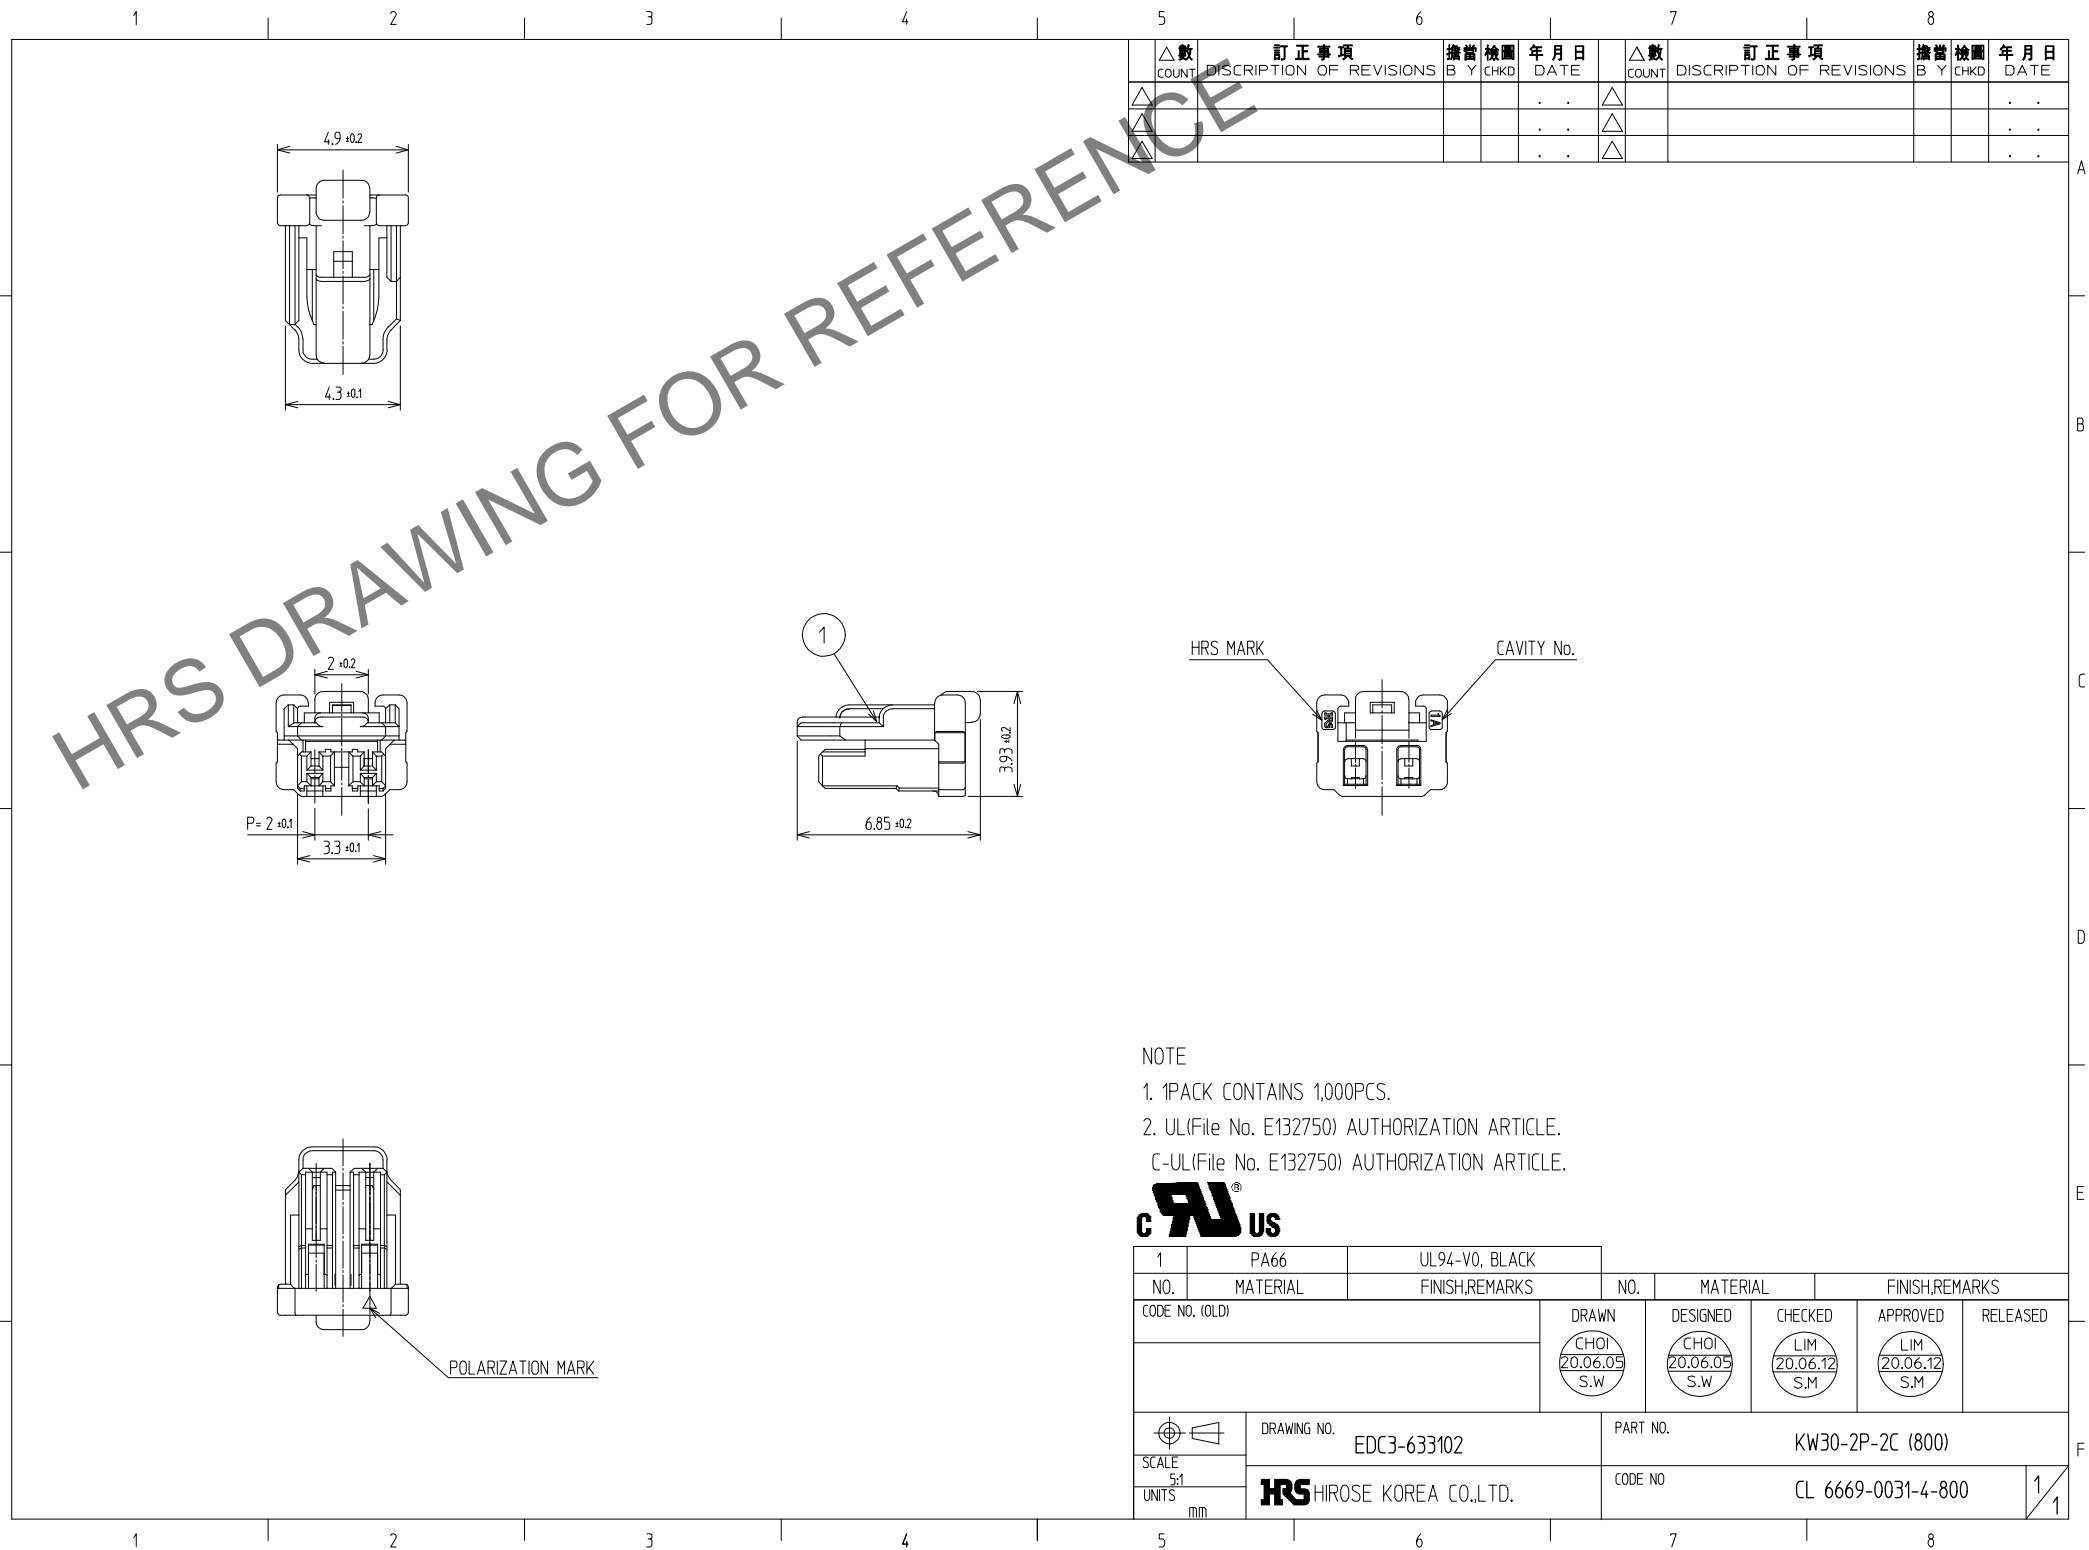 1 2 3 4 5 6 7 8
△數 訂正事項 擔當 檢圖 年月日 △數 訂正事項 擔當 檢圖 年月日
COUNT DISCRIPTION OF REVISIONS B Y CHKD DATE COUNT DISCRIPTION OF REVISIONS B Y CHKD DATE
△ . . △ . .
△ . . △ . .
△ . . △ . .
A
B
C
D
E
F
HRS DRAWING FOR REFERENCE
4.9 ±0.2
4.3 ±0.1
2 ±0.2
P= 2 ±0.1
3.3 ±0.1
1
3.93 ±0.2
6.85 ±0.2
HRS MARK
CAVITY No.
HRS
1A
POLARIZATION MARK
NOTE
1. 1PACK CONTAINS 1,000PCS.
2. UL(File No. E132750) AUTHORIZATION ARTICLE.
C-UL(File No. E132750) AUTHORIZATION ARTICLE.
C RU ® US
1 PA66 UL94-V0, BLACK
NO. MATERIAL FINISH,REMARKS NO. MATERIAL FINISH,REMARKS
CODE NO. (OLD)
DRAWN DESIGNED CHECKED APPROVED RELEASED
CHOI CHOI LIM LIM
20.06.05 20.06.05 20.06.12 20.06.12
S.W S.W S.M S.M
DRAWING NO.
EDC3-633102
PART NO.
KW30-2P-2C (800)
SCALE
5:1
UNITS
mm
HRS HIROSE KOREA CO.,LTD.
CODE NO
CL 6669-0031-4-800
1/1
1 2 3 4 5 6 7 8